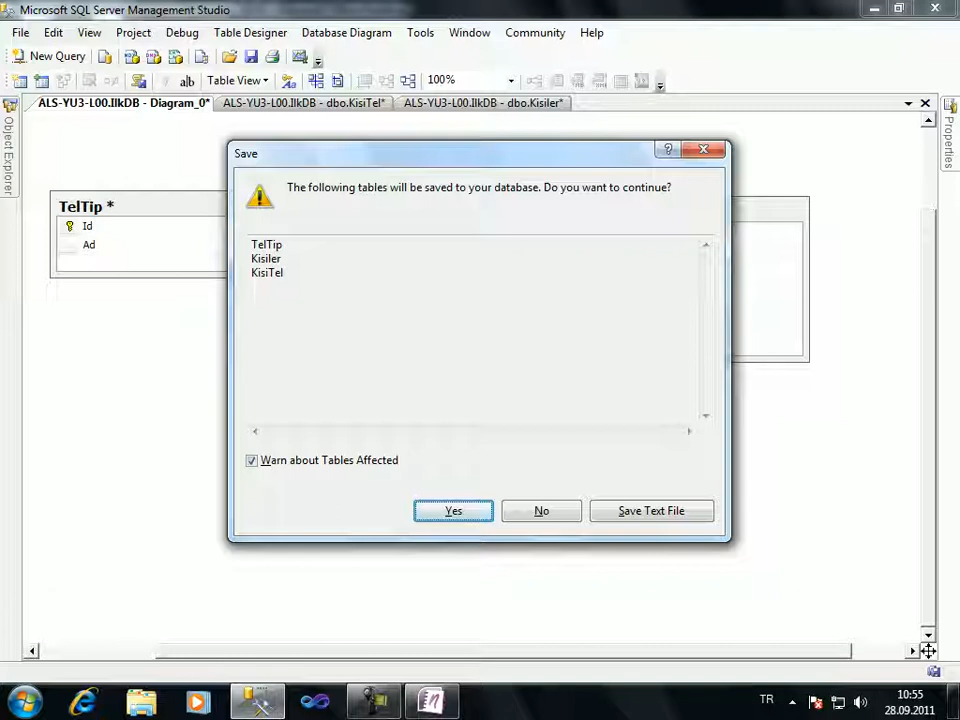 Microsoft SQL Server Management Studio
File Edit View Project Debug Table Designer Database Diagram Tools Window Community Help
New Query
ab Table View 100%
ALS-YU3-L00.IlkDB - Diagram_0* ALS-YU3-L00.IlkDB - dbo.KisiTel* ALS-YU3-L00.IlkDB - dbo.Kisiler*
Object Explorer
Properties
TelTip *
Id
Ad
Save
The following tables will be saved to your database. Do you want to continue?
TelTip
Kisiler
KisiTel
Warn about Tables Affected
Yes No Save Text File
TR
10:55
28.09.2011